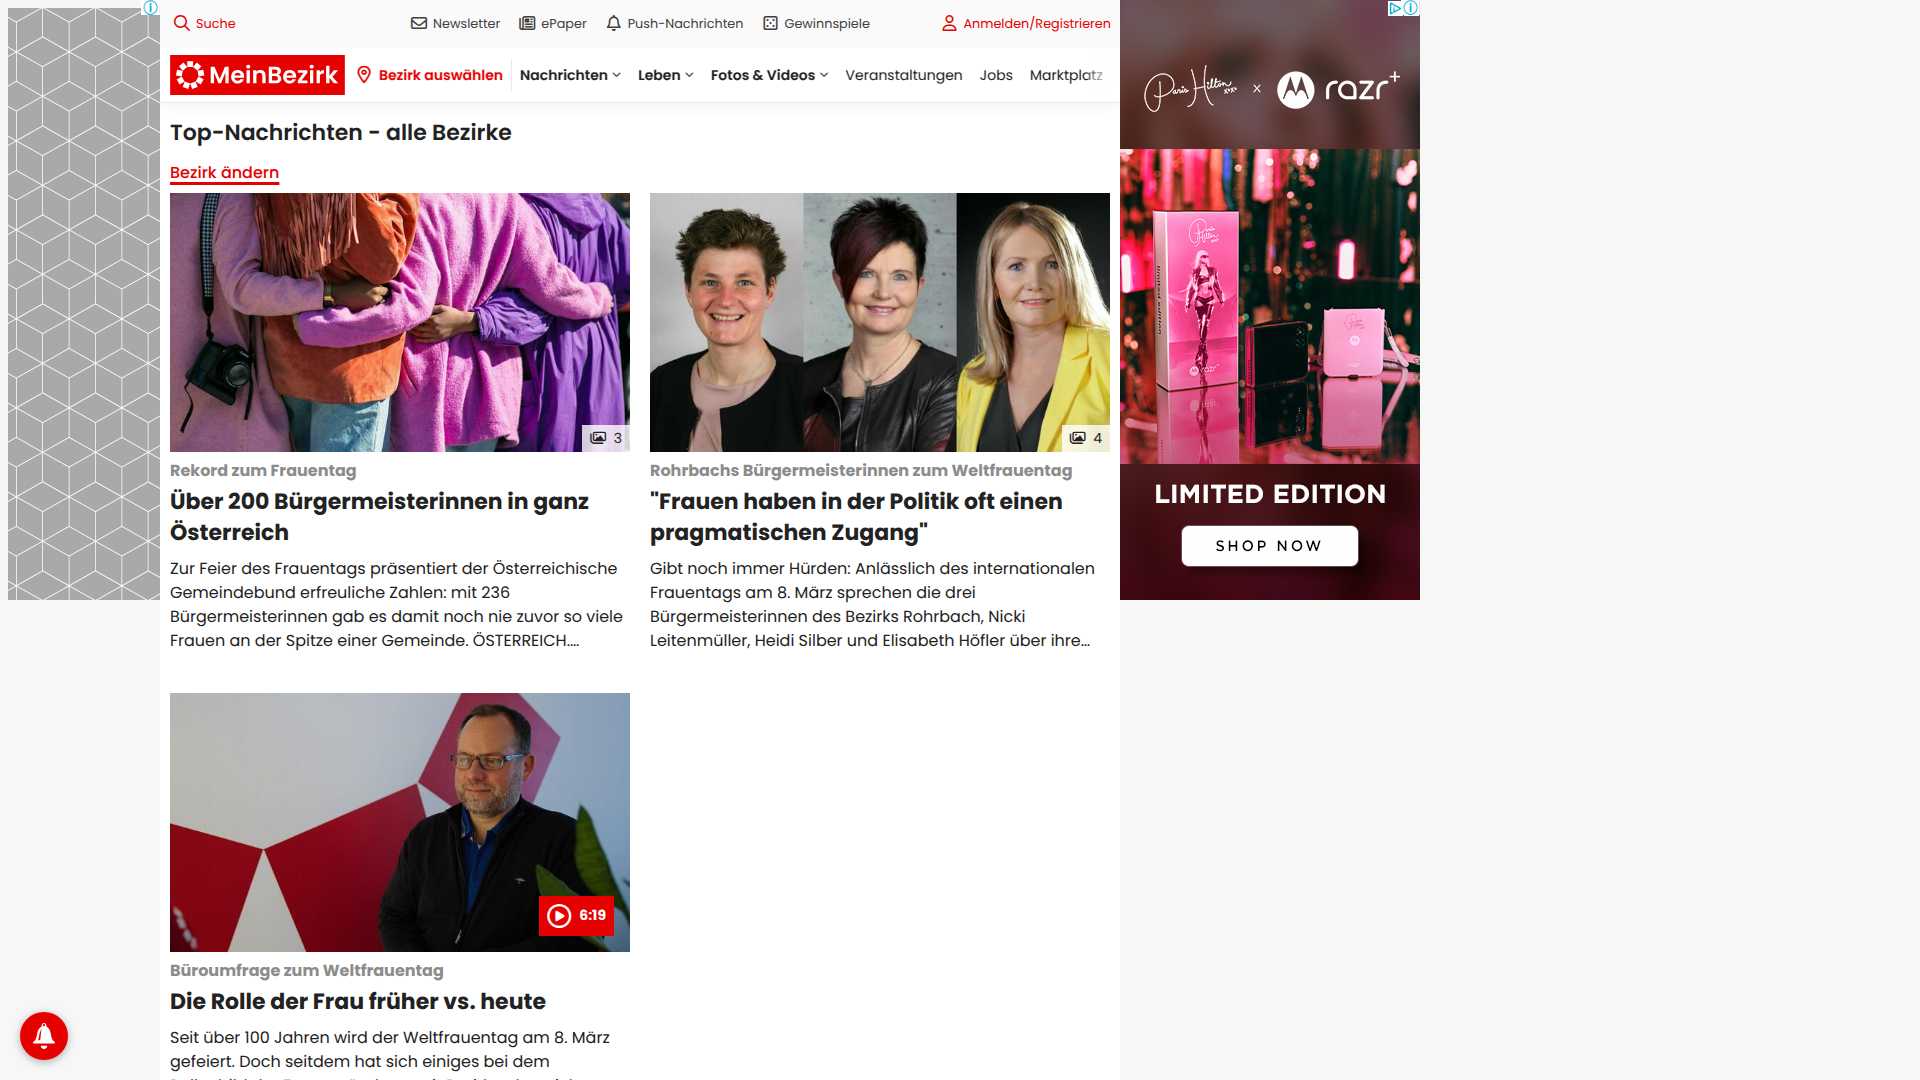 Suche
Newsletter
ePaper
Push-Nachrichten
Gewinnspiele
Anmelden/Registrieren
MeinBezirk
Bezirk auswählen
Nachrichten
Leben
Fotos & Videos
Veranstaltungen
Jobs
Marktplatz
Top-Nachrichten - alle Bezirke
Bezirk ändern
3
Rekord zum Frauentag
Über 200 Bürgermeisterinnen in ganz
Österreich
Zur Feier des Frauentags präsentiert der Österreichische
Gemeindebund erfreuliche Zahlen: mit 236
Bürgermeisterinnen gab es damit noch nie zuvor so viele
Frauen an der Spitze einer Gemeinde. ÖSTERREICH....
4
Rohrbachs Bürgermeisterinnen zum Weltfrauentag
"Frauen haben in der Politik oft einen
pragmatischen Zugang"
Gibt noch immer Hürden: Anlässlich des internationalen
Frauentags am 8. März sprechen die drei
Bürgermeisterinnen des Bezirks Rohrbach, Nicki
Leitenmüller, Heidi Silber und Elisabeth Höfler über ihre...
6:19
Büroumfrage zum Weltfrauentag
Die Rolle der Frau früher vs. heute
Seit über 100 Jahren wird der Weltfrauentag am 8. März
gefeiert. Doch seitdem hat sich einiges bei dem
Paris Hilton
x
razr+
razr
LIMITED EDITION
SHOP NOW